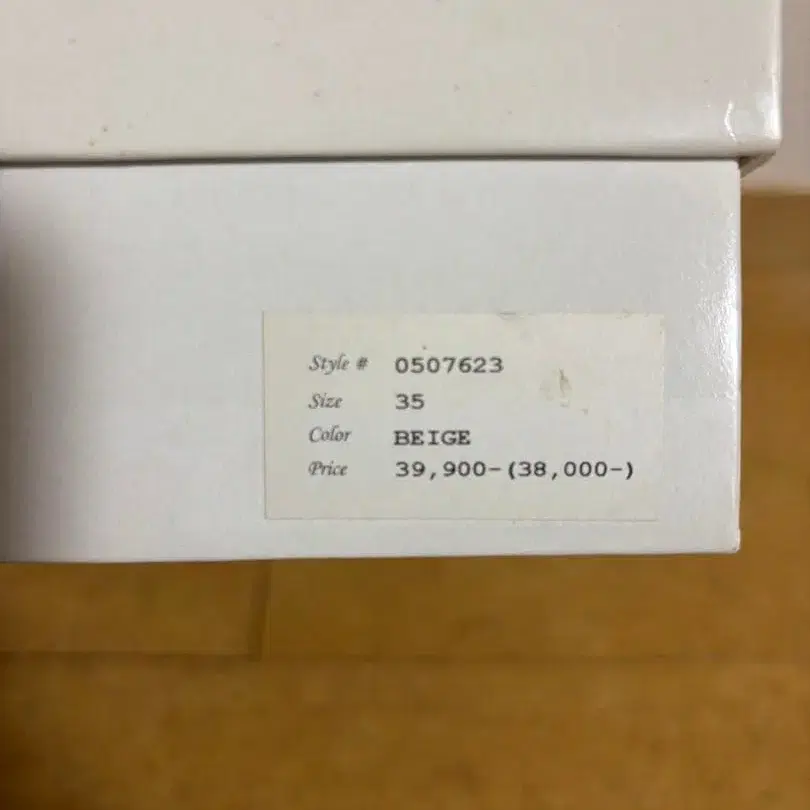 Style # 0507623
Size 35
Color BEIGE
Price 39,900-(38,000-)